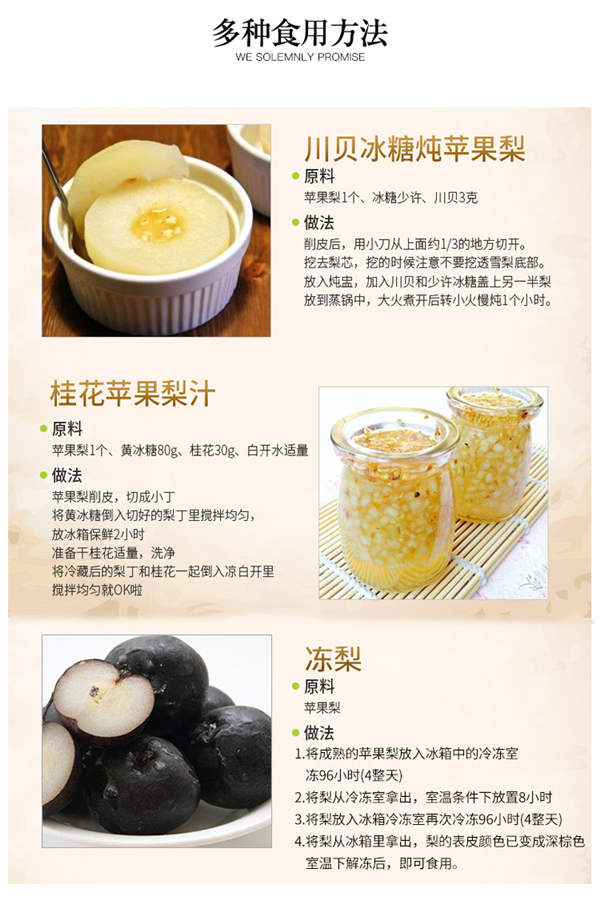 多种食用方法
WE SOLEMNLY PROMISE
川贝冰糖炖苹果梨
原料
苹果梨1个、冰糖少许、川贝3克
做法
削皮后，用小刀从上面约1/3的地方切开。
挖去梨芯，挖的时候注意不要挖透雪梨底部。
放入炖盅，加入川贝和少许冰糖盖上另一半梨
放到蒸锅中，大火煮开后转小火慢炖1个小时。
桂花苹果梨汁
原料
苹果梨1个、黄冰糖80g、桂花30g、白开水适量
做法
苹果梨削皮，切成小丁
将黄冰糖倒入切好的梨丁里搅拌均匀，
放冰箱保鲜2小时
准备干桂花适量，洗净
将冷藏后的梨丁和桂花一起倒入凉白开里
搅拌均匀就OK啦
冻梨
原料
苹果梨
做法
1.将成熟的苹果梨放入冰箱中的冷冻室
冻96小时(4整天)
2.将梨从冷冻室拿出，室温条件下放置8小时
3.将梨放入冰箱冷冻室再次冷冻96小时(4整天)
4.将梨从冰箱里拿出，梨的表皮颜色已变成深棕色
室温下解冻后，即可食用。